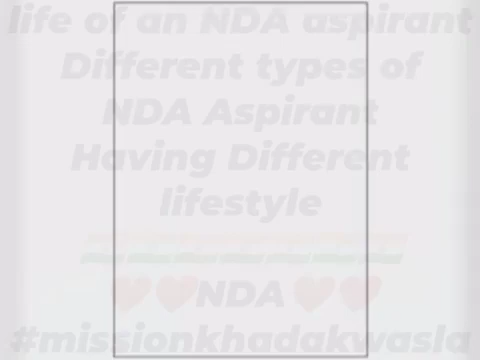 life of an NDA aspirant
Different types of
NDA Aspirant
Having Different
lifestyle
❤❤NDA❤❤
#missionkhadakwasla